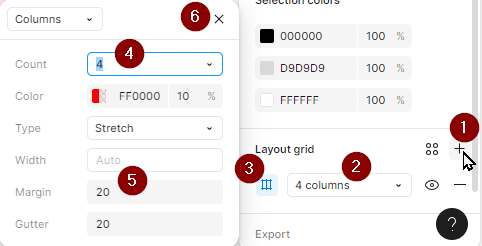 Columns
6
Count
4
4
Color
FF0000
10
%
Type
Stretch
Width
Auto
5
Margin
20
Gutter
20
Selection colors
000000
100
%
D9D9D9
100
%
FFFFFF
100
%
1
Layout grid
2
3
4 columns
Export
?